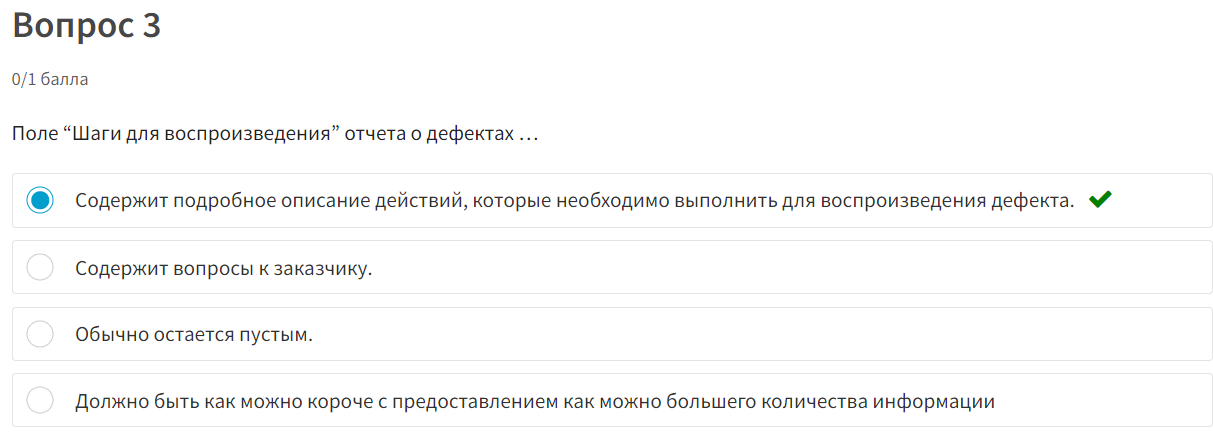 Вопрос 3
0/1 балла
Поле “Шаги для воспроизведения” отчета о дефектах …
Содержит подробное описание действий, которые необходимо выполнить для воспроизведения дефекта.
Содержит вопросы к заказчику.
Обычно остается пустым.
Должно быть как можно короче с предоставлением как можно большего количества информации